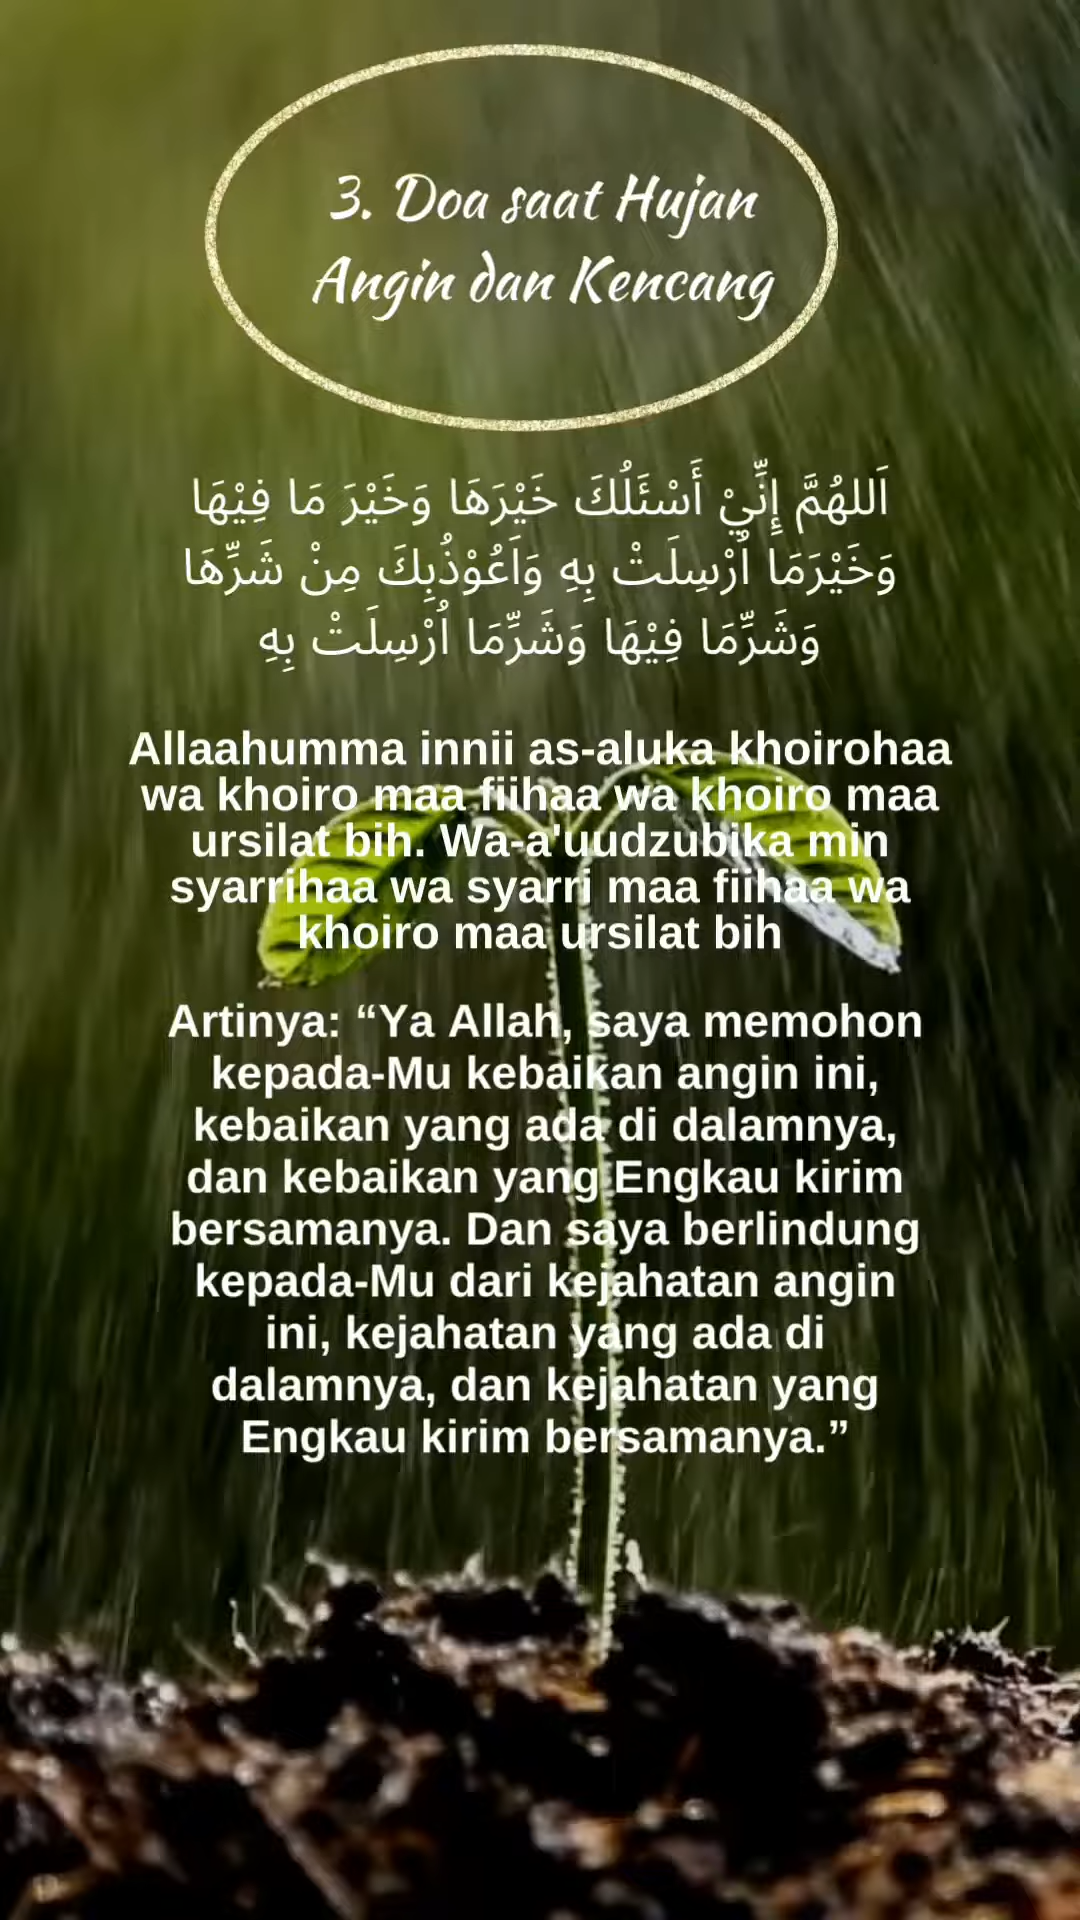 3. Doa saat Hujan
Angin dan Kencang
اَللهُمَّ إِنِّيْ أَسْئَلُكَ خَيْرَهَا وَخَيْرَ مَا فِيْهَا
وَخَيْرَمَا اُرْسِلَتْ بِهِ وَاَعُوْذُبِكَ مِنْ شَرِّهَا
وَشَرِّمَا فِيْهَا وَشَرِّمَا اُرْسِلَتْ بِهِ
Allaahumma innii as-aluka khoirohaa
wa khoiro maa fiihaa wa khoiro maa
ursilat bih. Wa-a'uudzubika min
syarrihaa wa syarri maa fiihaa wa
khoiro maa ursilat bih
Artinya: “Ya Allah, saya memohon
kepada-Mu kebaikan angin ini,
kebaikan yang ada di dalamnya,
dan kebaikan yang Engkau kirim
bersamanya. Dan saya berlindung
kepada-Mu dari kejahatan angin
ini, kejahatan yang ada di
dalamnya, dan kejahatan yang
Engkau kirim bersamanya.”